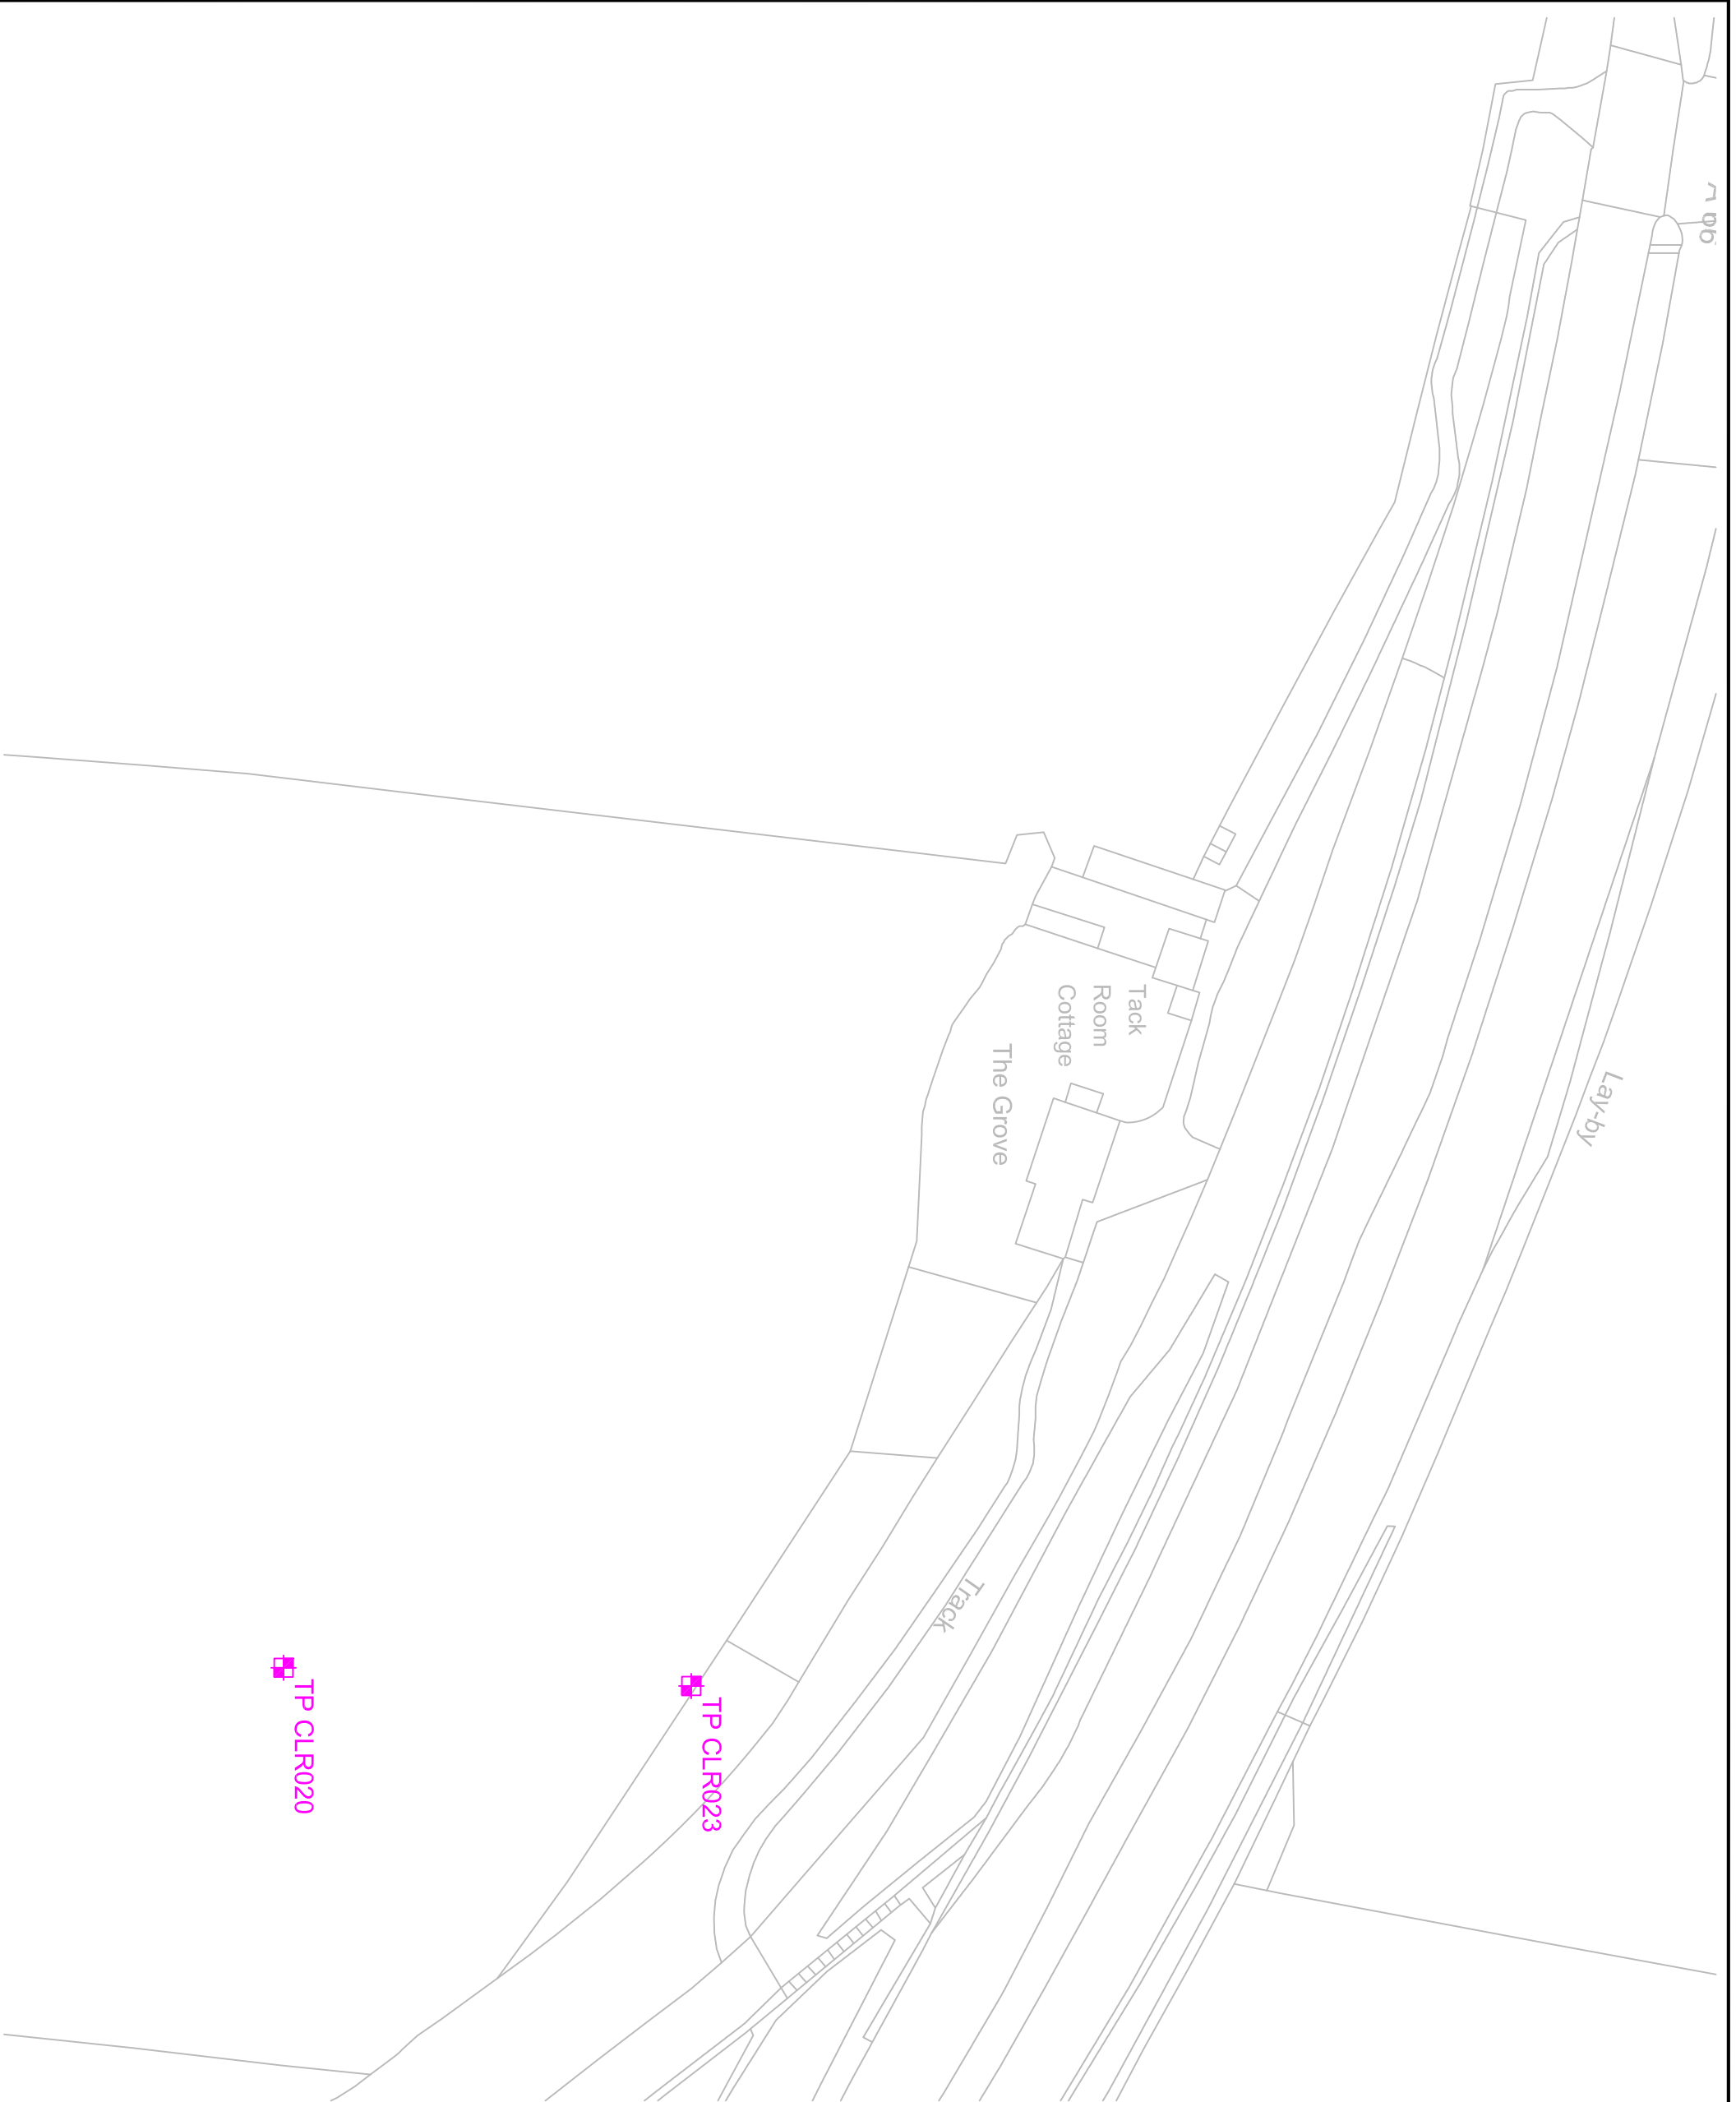 Lay-by
Tack
Room
Cottage
The Grove
Track
TP CLR023
TP CLR020